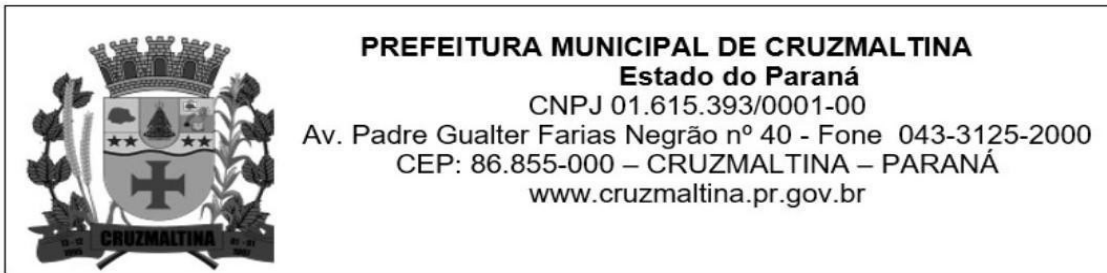 PREFEITURA MUNICIPAL DE CRUZMALTINA
Estado do Paraná
CNPJ 01.615.393/0001-00
Av. Padre Gualter Farias Negrão nº 40 - Fone 043-3125-2000
CEP: 86.855-000 – CRUZMALTINA – PARANÁ
www.cruzmaltina.pr.gov.br
CRUZMALTINA